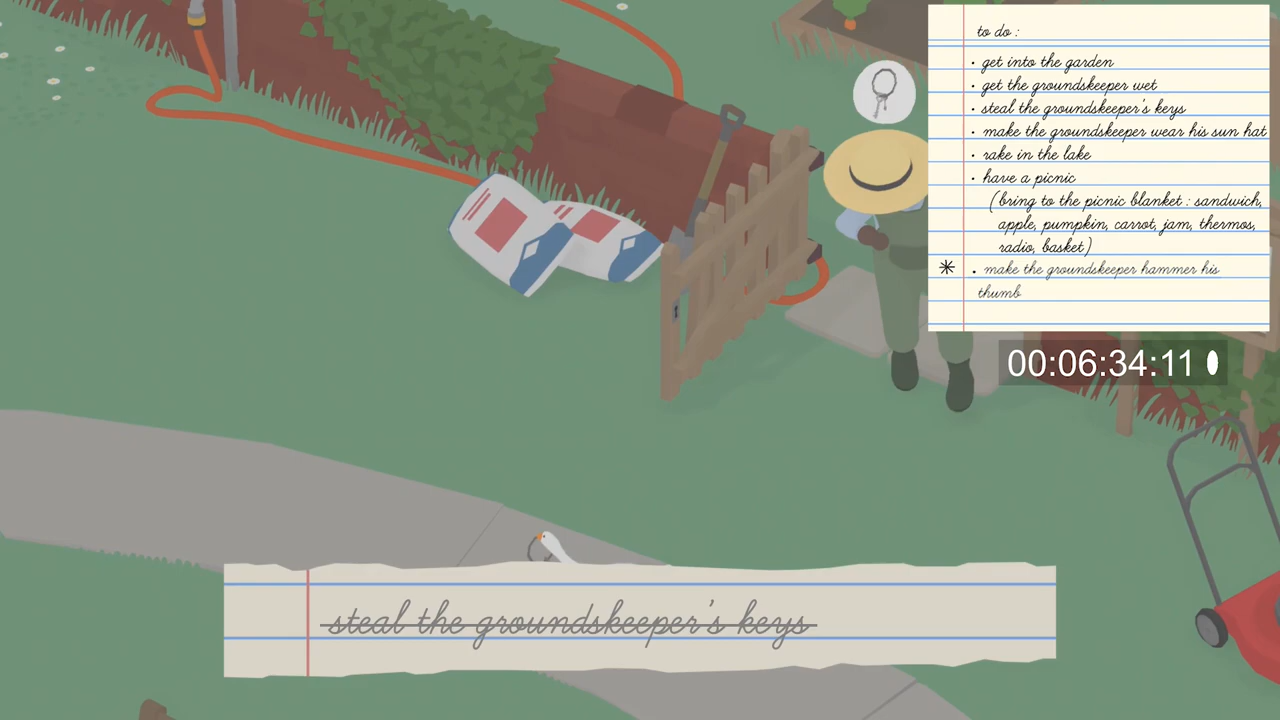 to do :
• get into the garden
• get the groundskeeper wet
• steal the groundskeeper's keys
• make the groundskeeper wear his sun hat
• rake in the lake
• have a picnic
(bring to the picnic blanket : sandwich,
apple, pumpkin, carrot, jam, thermos,
radio, basket)
* • make the groundskeeper hammer his
thumb
00:06:34:11
steal the groundskeeper's keys